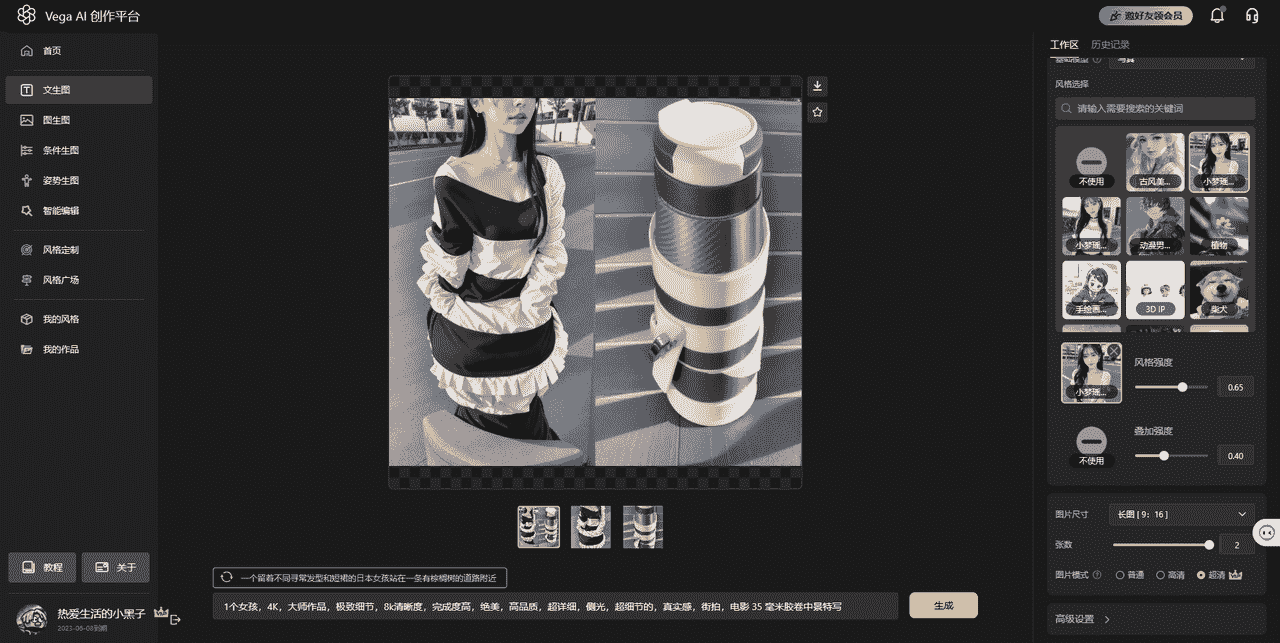 Vega AI 创作平台
邀好友领会员
首页
文生图
图生图
条件生图
姿势生图
智能编辑
风格定制
风格广场
我的风格
我的作品
教程
关于
热爱生活的小黑子
2023-06-08到期
一个留着不同寻常发型和短裙的日本女孩站在一条有棕榈树的道路附近
1个女孩，4K，大师作品，极致细节，8k清晰度，完成度高，绝美，高品质，超详细，侧光，超细节的，真实感，街拍，电影 35 毫米胶卷中景特写
生成
工作区
历史记录
基础模型
写真
风格选择
请输入需要搜索的关键词
不使用
古风美...
小梦瑶...
小梦瑶...
动漫男...
植物
手绘画...
3D IP
柴犬
小梦瑶...
风格强度
0.65
不使用
叠加强度
0.40
图片尺寸
长图 [ 9：16 ]
张数
2
图片模式
普通
高清
超清
高级设置